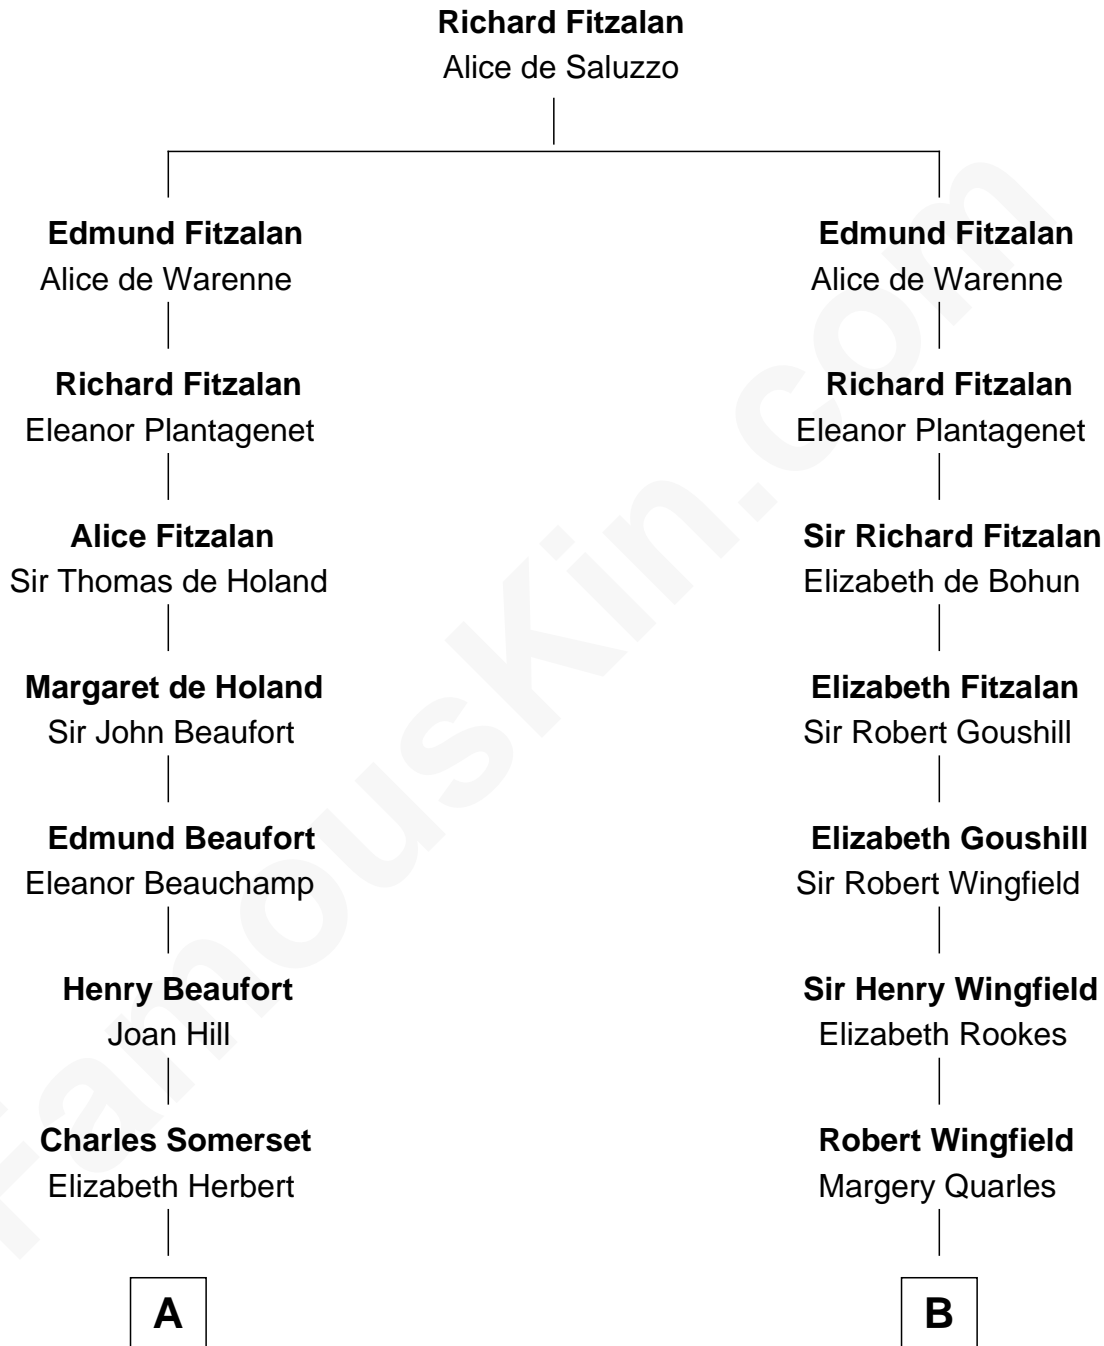 Richard Fitzalan
Alice de Saluzzo
Edmund Fitzalan
Alice de Warenne
Richard Fitzalan
Eleanor Plantagenet
Alice Fitzalan
Sir Thomas de Holand
Margaret de Holand
Sir John Beaufort
Edmund Beaufort
Eleanor Beauchamp
Henry Beaufort
Joan Hill
Charles Somerset
Elizabeth Herbert
A
Edmund Fitzalan
Alice de Warenne
Richard Fitzalan
Eleanor Plantagenet
Sir Richard Fitzalan
Elizabeth de Bohun
Elizabeth Fitzalan
Sir Robert Goushill
Elizabeth Goushill
Sir Robert Wingfield
Sir Henry Wingfield
Elizabeth Rookes
Robert Wingfield
Margery Quarles
B
FamousKin.com